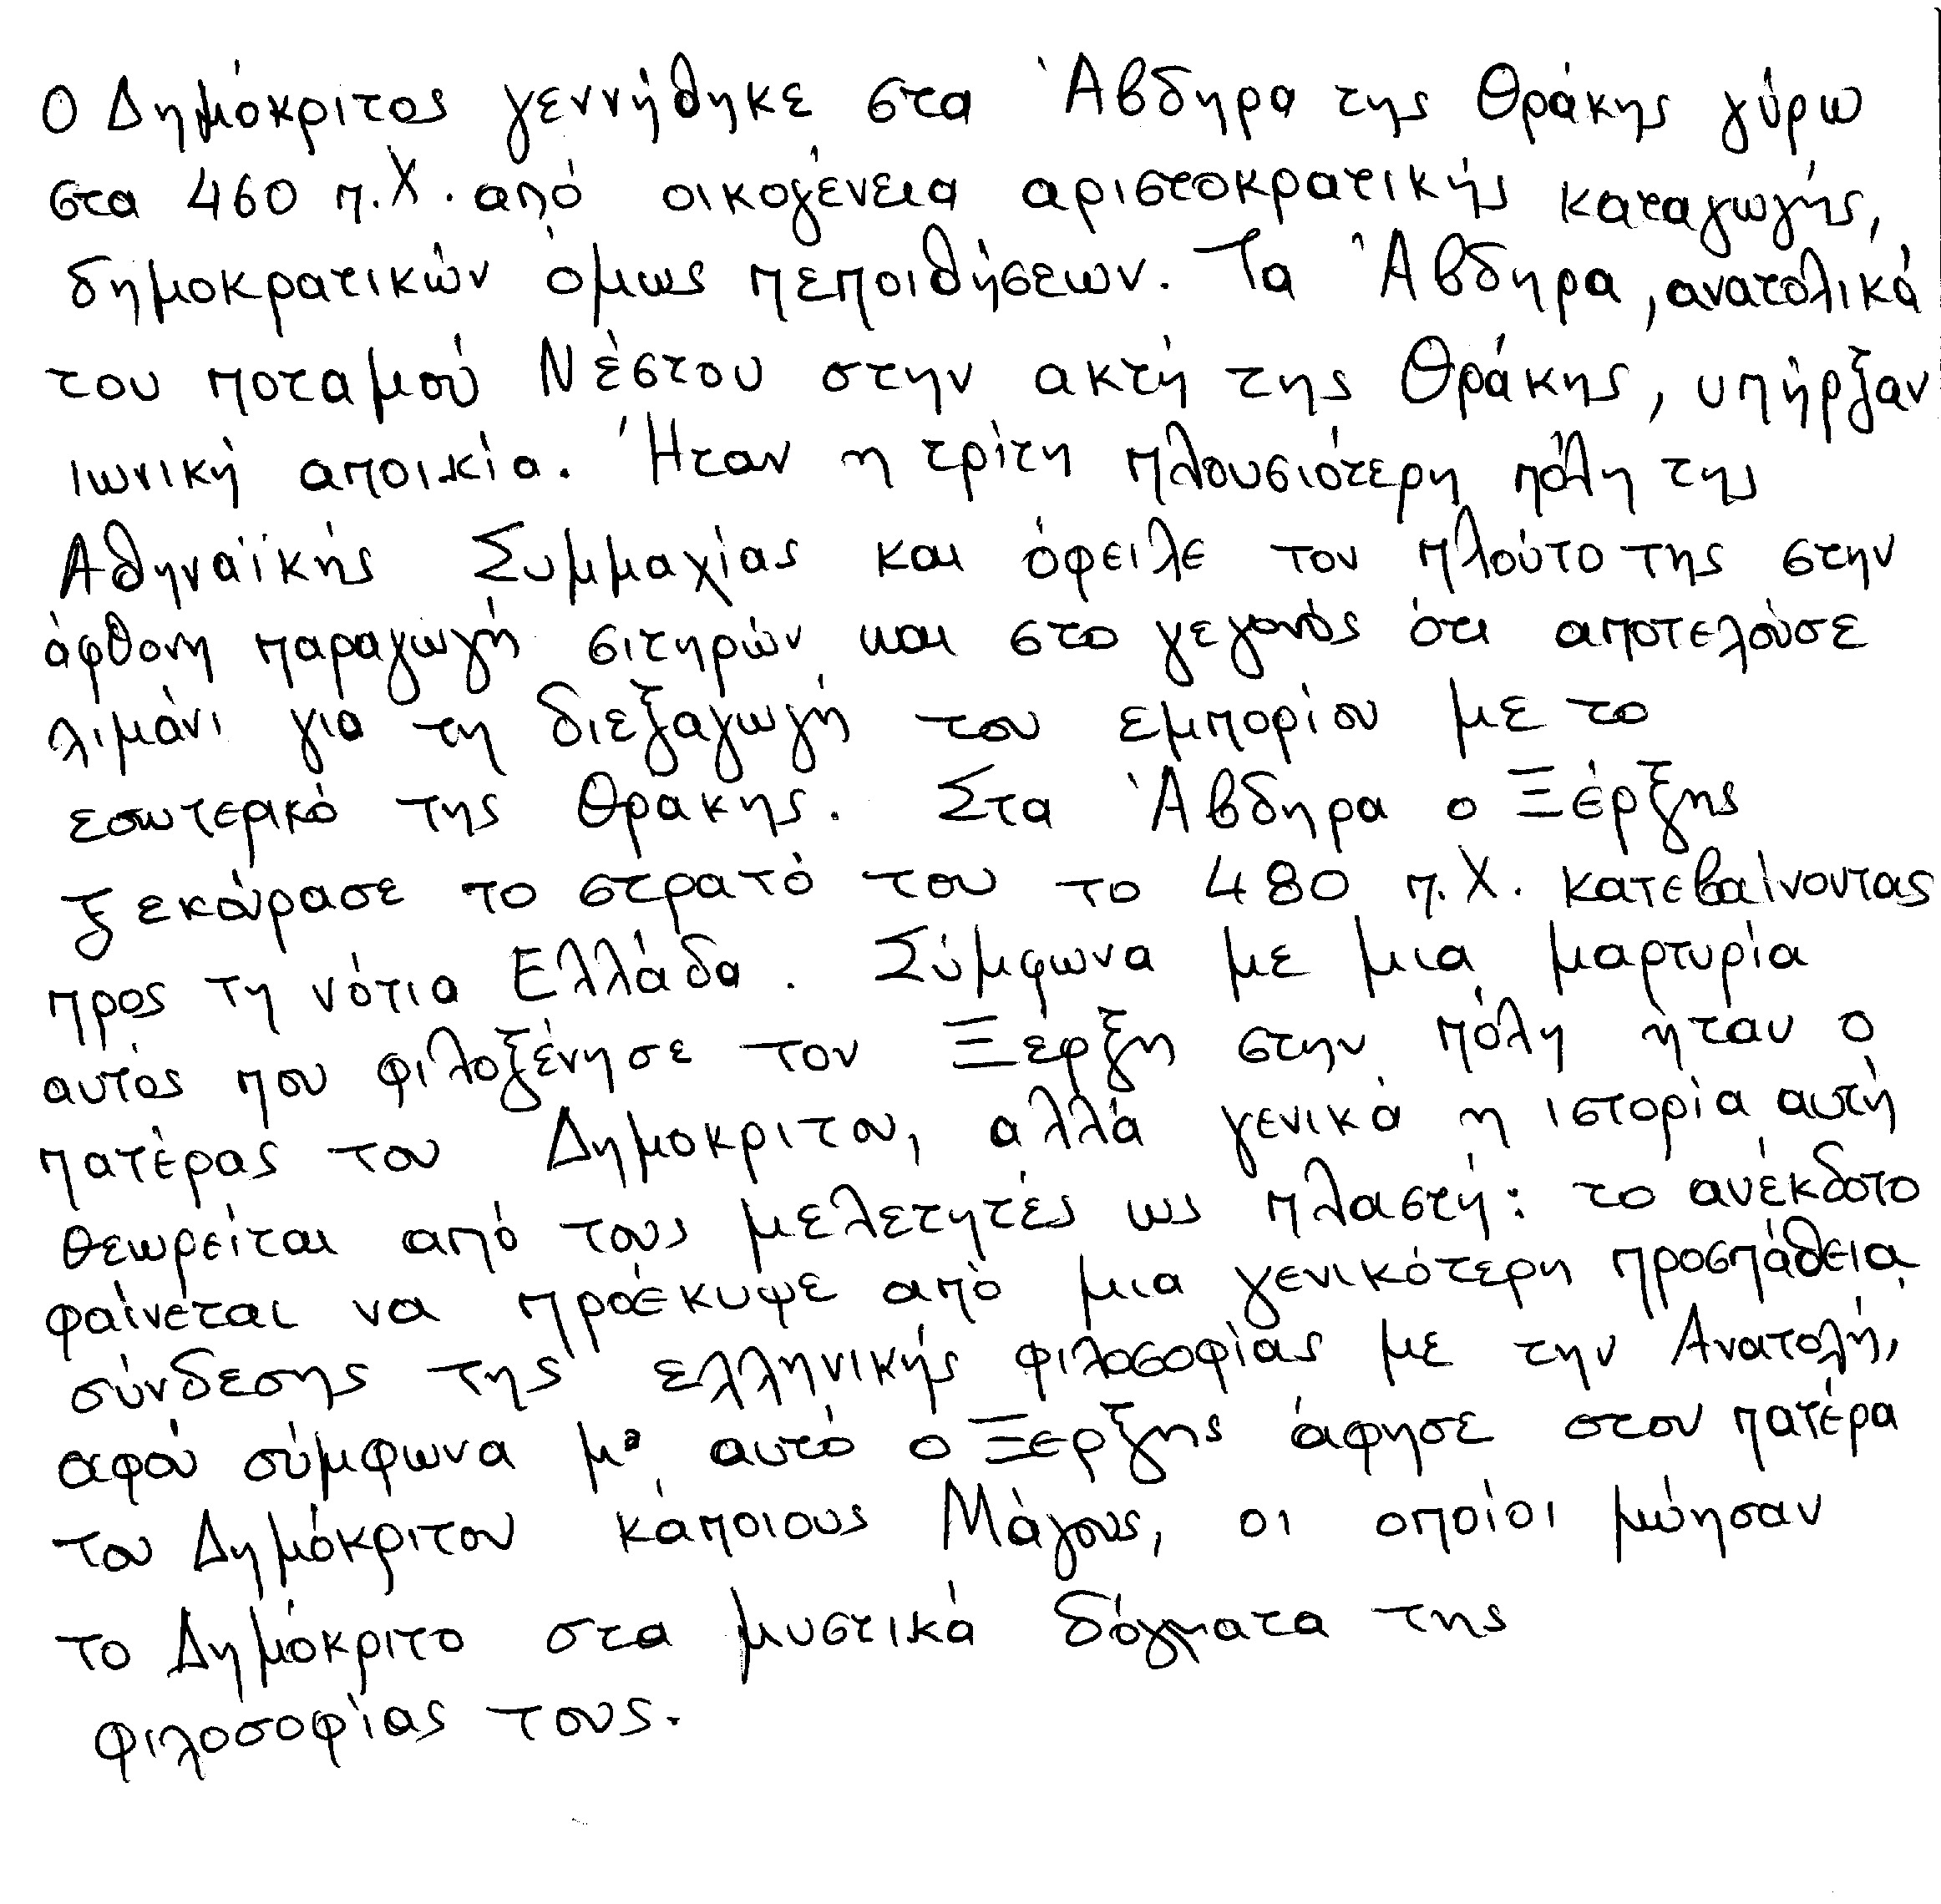 Ο Δημόκριτος γεννήθηκε στα Άβδηρα της Θράκης γύρω
στα 460 π.Χ. από οικογένεια αριστοκρατικής καταγωγής,
δημοκρατικών όμως πεποιθήσεων. Τα Άβδηρα, ανατολικά
του ποταμού Νέστου στην ακτή της Θράκης, υπήρξαν
ιωνική αποικία. Ήταν η τρίτη πλουσιότερη πόλη της
Αθηναϊκής Συμμαχίας και όφειλε τον πλούτο της στην
άφθονη παραγωγή σιτηρών και στο γεγονός ότι αποτελούσε
λιμάνι για τη διεξαγωγή του εμπορίου με το
εσωτερικό της Θρακης. Στα Άβδηρα ο Ξέρξης
ξεκούρασε το στρατό του το 480 π.Χ. κατεβαίνοντας
προς τη νότια Ελλάδα. Σύμφωνα με μια μαρτυρία
αυτός που φιλοξένησε τον Ξέρξη στην πόλη ήταν ο
πατέρας του Δημοκριτου, αλλά γενικά η ιστορία αυτή
θεωρείται από τους μελετητές ως πλαστή: το ανέκδοτο
φαίνεται να προέκυψε από μια γενικότερη προσπάθεια
σύνδεσης της ελληνικής φιλοσοφίας με την Ανατολή,
αφού σύμφωνα με αυτό ο Ξερξης άφησε στον πατέρα
του Δημόκριτου κάποιους Μάγους, οι οποίοι μύησαν
το Δημόκριτο στα μυστικά δόγματα της
φιλοσοφίας τους.